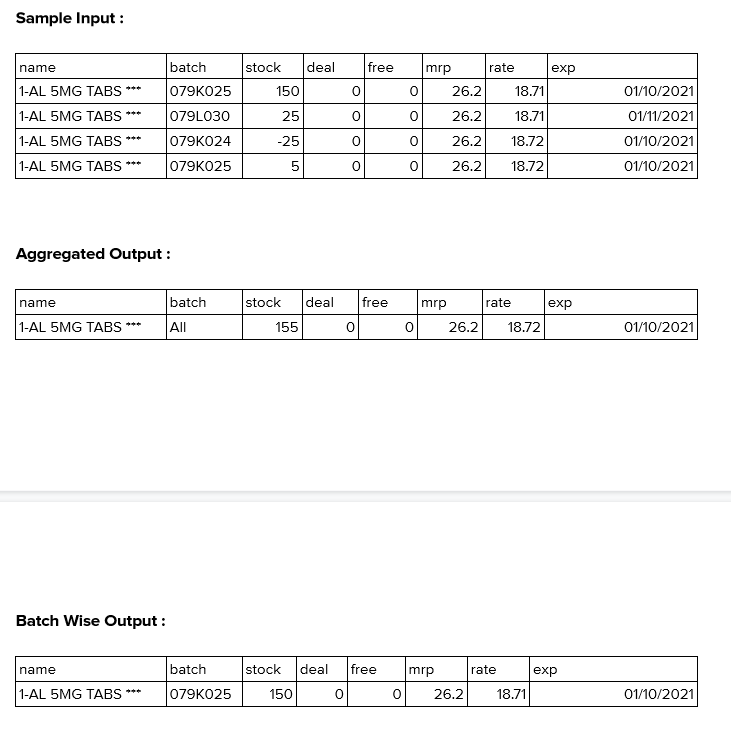 Sample Input :
name batch stock deal free mrp rate exp
1-AL 5MG TABS *** 079K025 150 0 0 26.2 18.71 01/10/2021
1-AL 5MG TABS *** 079L030 25 0 0 26.2 18.71 01/11/2021
1-AL 5MG TABS *** 079K024 -25 0 0 26.2 18.72 01/10/2021
1-AL 5MG TABS *** 079K025 5 0 0 26.2 18.72 01/10/2021
Aggregated Output :
name batch stock deal free mrp rate exp
1-AL 5MG TABS *** All 155 0 0 26.2 18.72 01/10/2021
Batch Wise Output :
name batch stock deal free mrp rate exp
1-AL 5MG TABS *** 079K025 150 0 0 26.2 18.71 01/10/2021